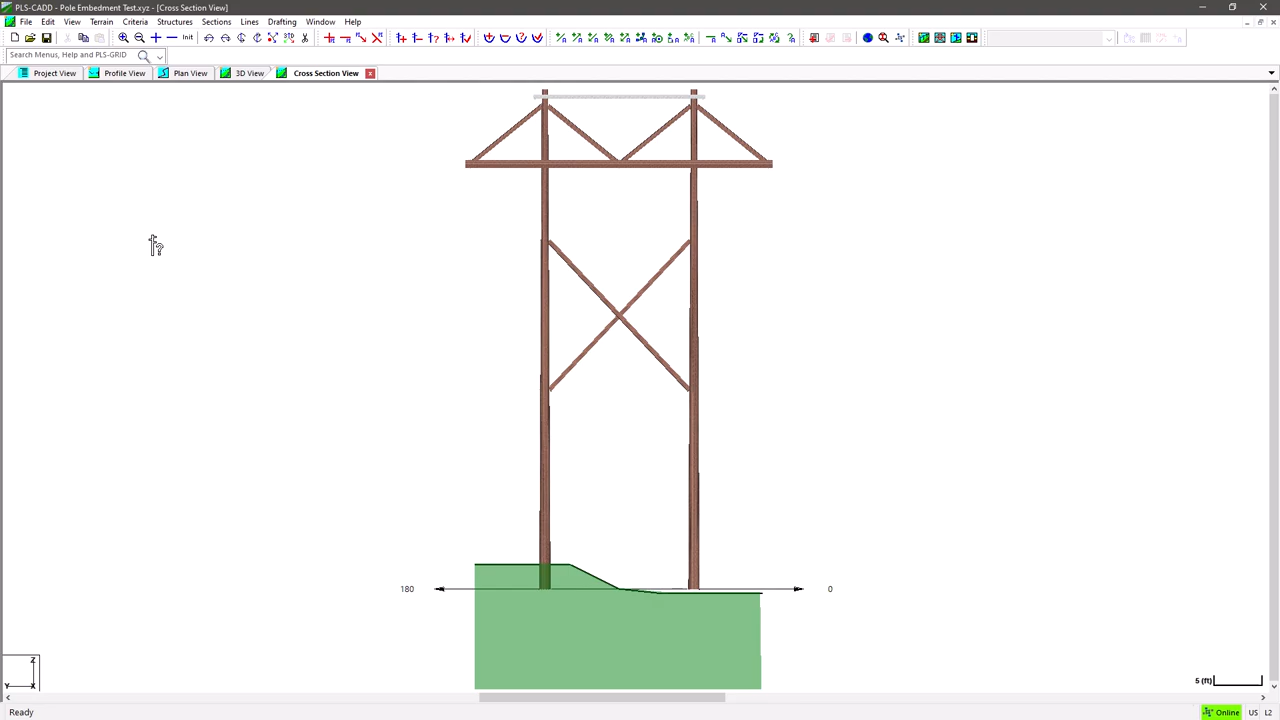 PLS-CADD - Pole Embedment Test.xyz - [Cross Section View]
File Edit View Terrain Criteria Structures Sections Lines Drafting Window Help
Init
Search Menus, Help and PLS-GRID
Project View Profile View Plan View 3D View Cross Section View
180 0
Z
Y X
5 (ft)
Ready Online US L2